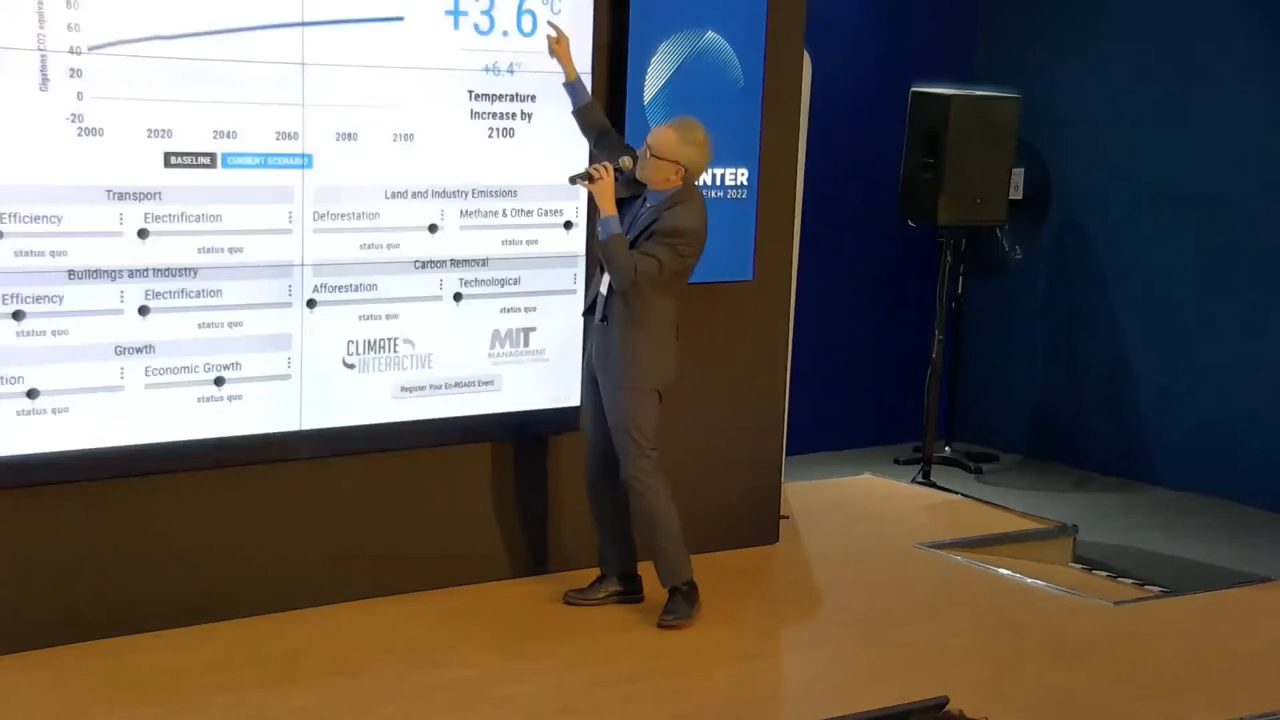 80
60
40
20
0
-20
Gigatons CO2 equiva
2000 2020 2040 2060 2080 2100
BASELINE CURRENT SCENARIO
+3.6°C
+6.4°F
Temperature
Increase by
2100
Transport
Efficiency
status quo
Electrification
status quo
Buildings and Industry
Efficiency
status quo
Electrification
status quo
Growth
tion
status quo
Economic Growth
status quo
Land and Industry Emissions
Deforestation
status quo
Methane & Other Gases
status quo
Carbon Removal
Afforestation
status quo
Technological
status quo
CLIMATE
INTERACTIVE
MIT
MANAGEMENT
Register Your En-ROADS Event
NTER
EIKH 2022